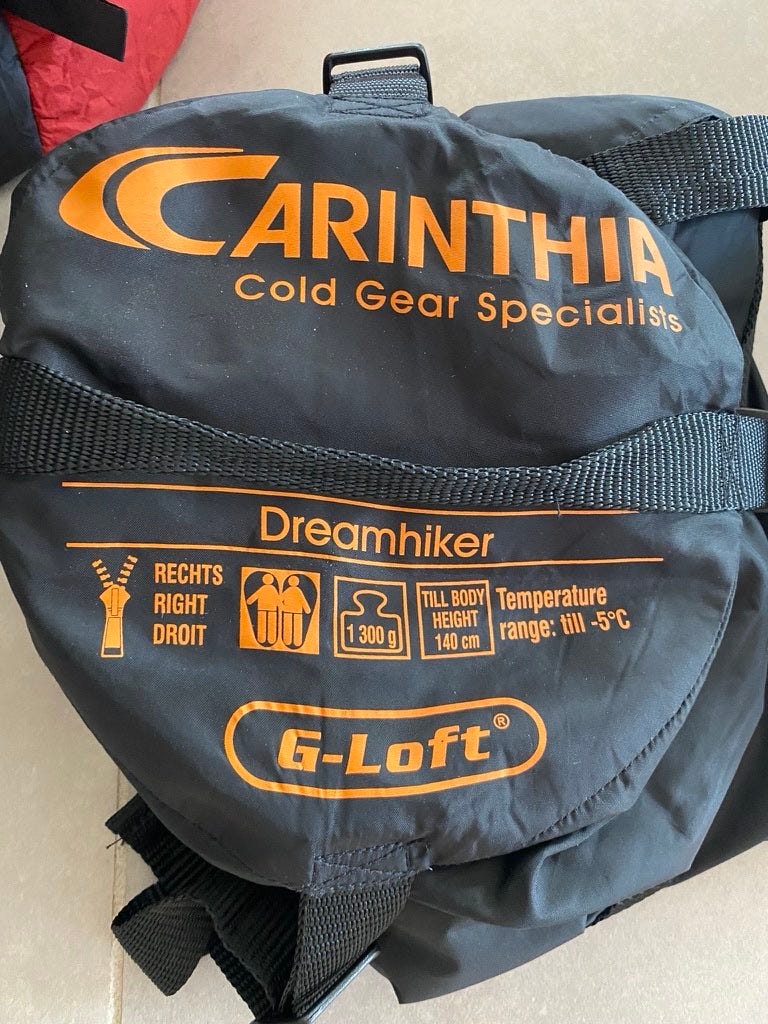 CARINTHIA
Cold Gear Specialists
Dreamhiker
RECHTS
RIGHT
DROIT
1 300 g
TILL BODY
HEIGHT
140 cm
Temperature
range: till -5°C
G-Loft®